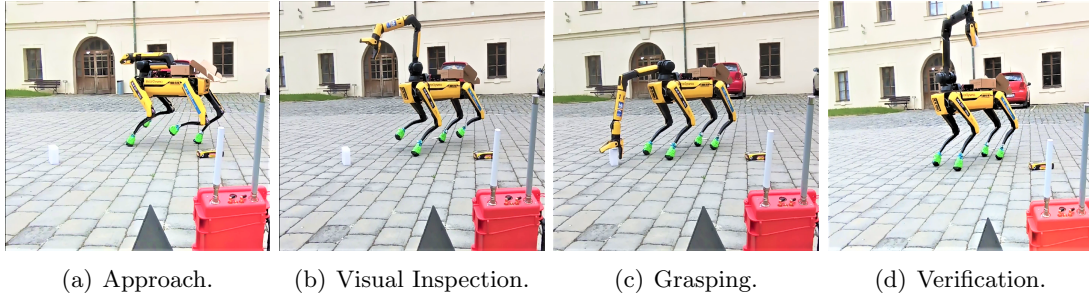 (a) Approach.
(b) Visual Inspection.
(c) Grasping.
(d) Verification.